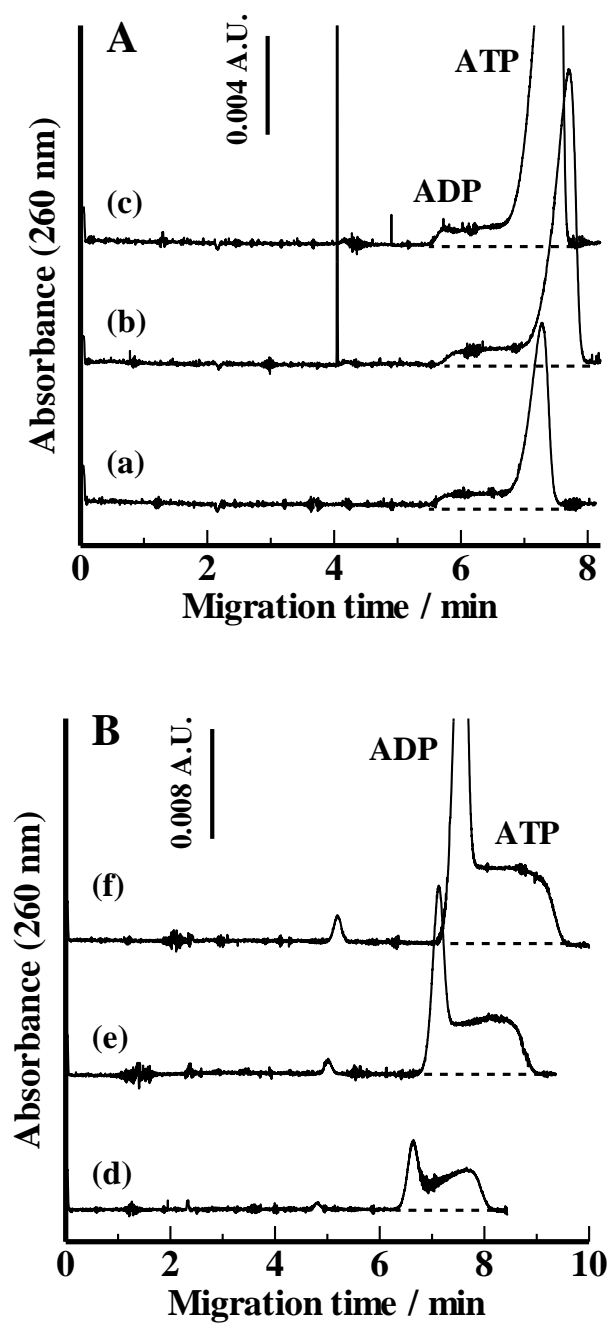 A
0.004 A.U.
ATP
ADP
(c)
(b)
(a)
Absorbance (260 nm)
0 2 4 6 8
Migration time / min
B
0.008 A.U.
ADP
ATP
(f)
(e)
(d)
Absorbance (260 nm)
0 2 4 6 8 10
Migration time / min